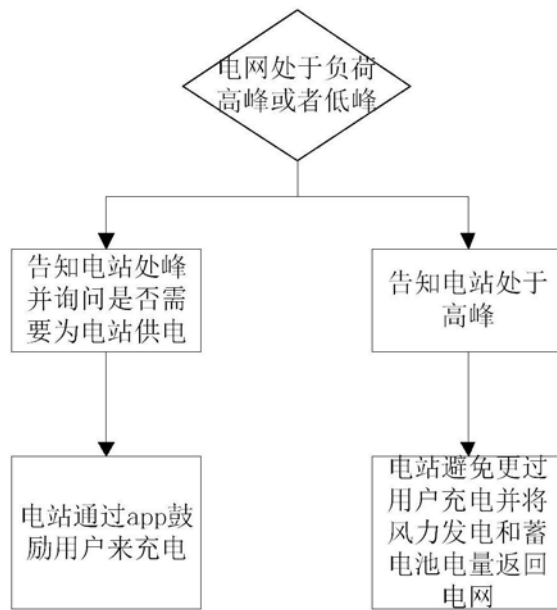 电网处于负荷
高峰或者低峰
告知电站处峰
并询问是否需
要为电站供电
告知电站处于
高峰
电站通过app鼓
励用户来充电
电站避免更过
用户充电并将
风力发电和蓄
电池电量返回
电网